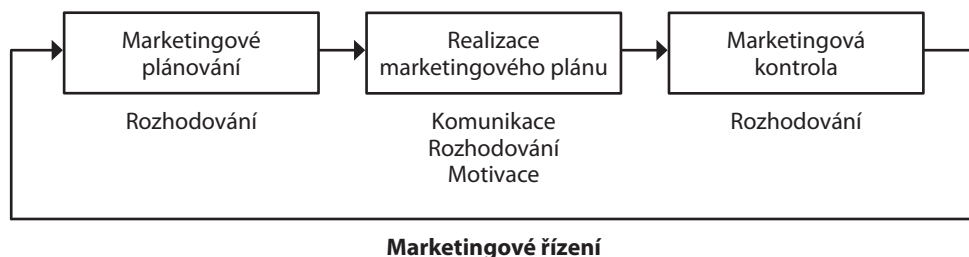 Marketingové
plánování
Realizace
marketingového plánu
Marketingová
kontrola
Rozhodování
Komunikace
Rozhodování
Motivace
Rozhodování
Marketingové řízení